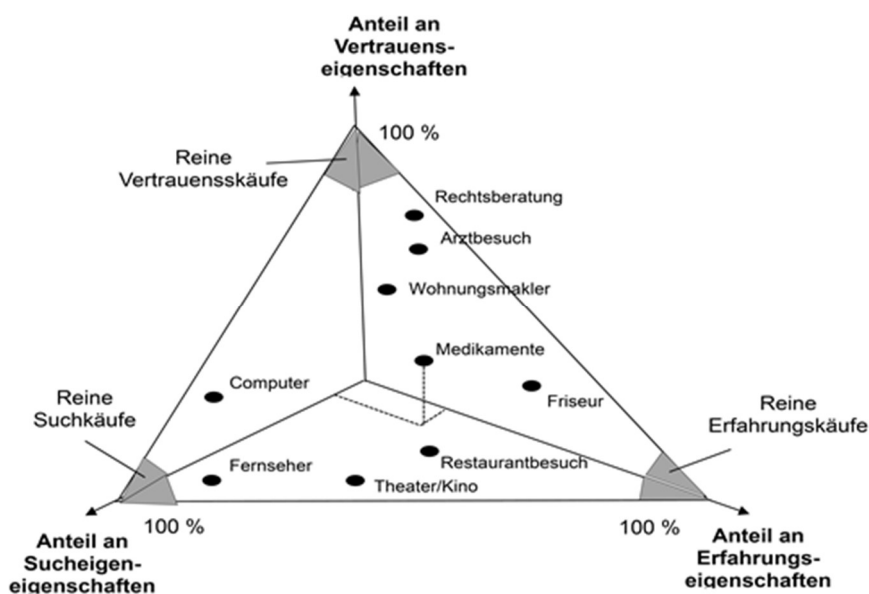 Anteil an
Vertrauens-
eigenschaften
100 %
Reine
Vertrauensskäufe
Rechtsberatung
Arztbesuch
Wohnungsmakler
Medikamente
Computer
Friseur
Reine
Suchkäufe
Reine
Erfahrungskäufe
Fernseher
Restaurantbesuch
Theater/Kino
100 %
100 %
Anteil an
Sucheigen-
eigenschaften
Anteil an
Erfahrungs-
eigenschaften